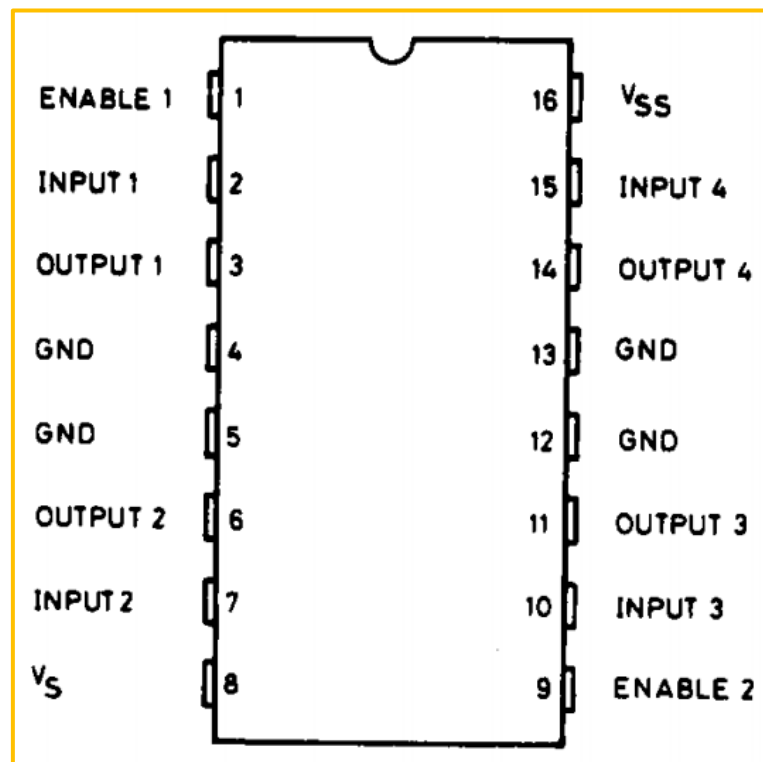 ENABLE 1 1 16 VSS
INPUT 1 2 15 INPUT 4
OUTPUT 1 3 14 OUTPUT 4
GND 4 13 GND
GND 5 12 GND
OUTPUT 2 6 11 OUTPUT 3
INPUT 2 7 10 INPUT 3
VS 8 9 ENABLE 2